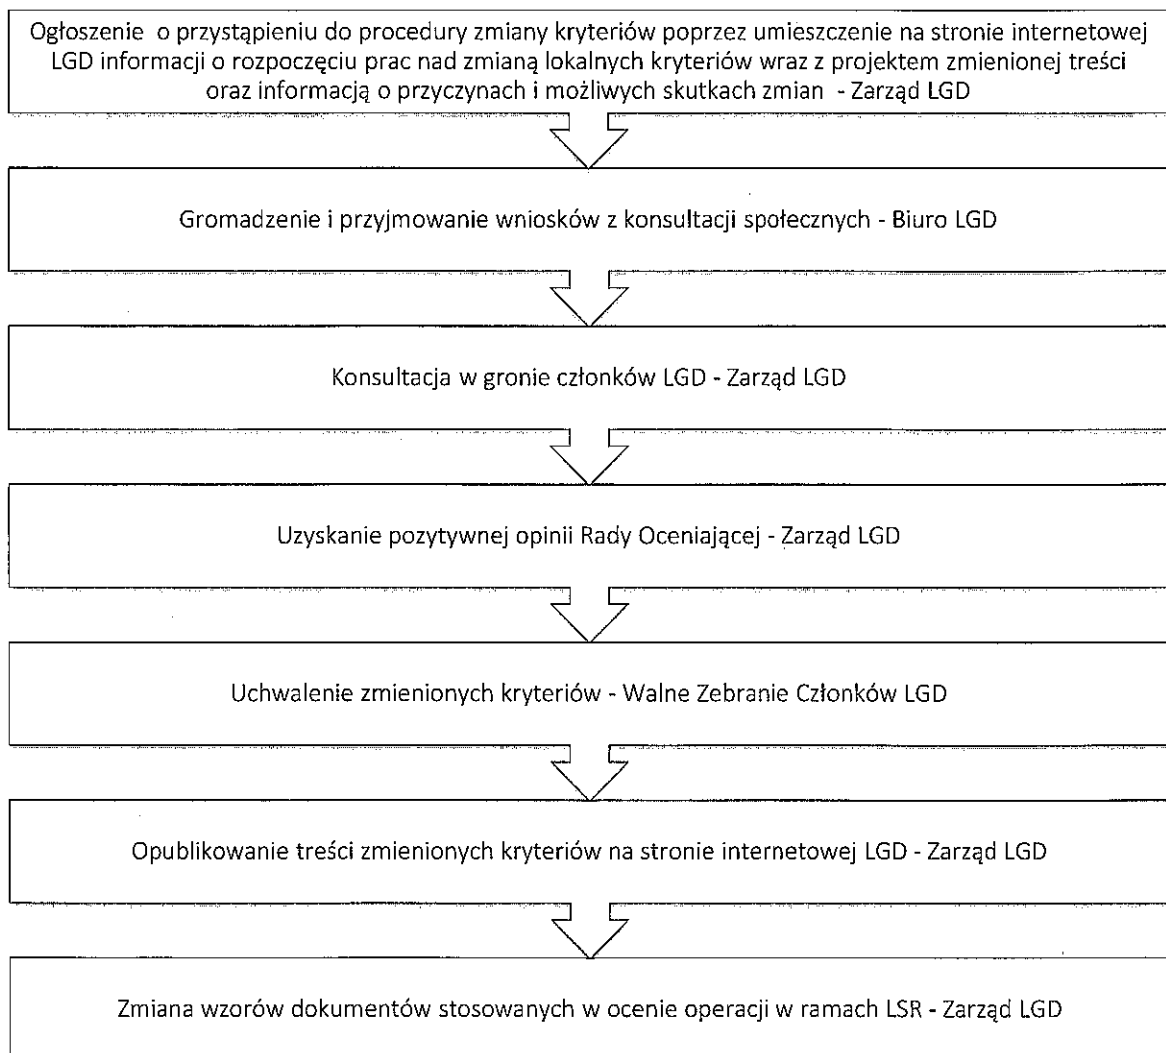 Ogłoszenie o przystąpieniu do procedury zmiany kryteriów poprzez umieszczenie na stronie internetowej
LGD informacji o rozpoczęciu prac nad zmianą lokalnych kryteriów wraz z projektem zmienionej treści
oraz informacją o przyczynach i możliwych skutkach zmian - Zarząd LGD
Gromadzenie i przyjmowanie wniosków z konsultacji społecznych - Biuro LGD
Konsultacja w gronie członków LGD - Zarząd LGD
Uzyskanie pozytywnej opinii Rady Oceniającej - Zarząd LGD
Uchwalenie zmienionych kryteriów - Walne Zebranie Członków LGD
Opublikowanie treści zmienionych kryteriów na stronie internetowej LGD - Zarząd LGD
Zmiana wzorów dokumentów stosowanych w ocenie operacji w ramach LSR - Zarząd LGD